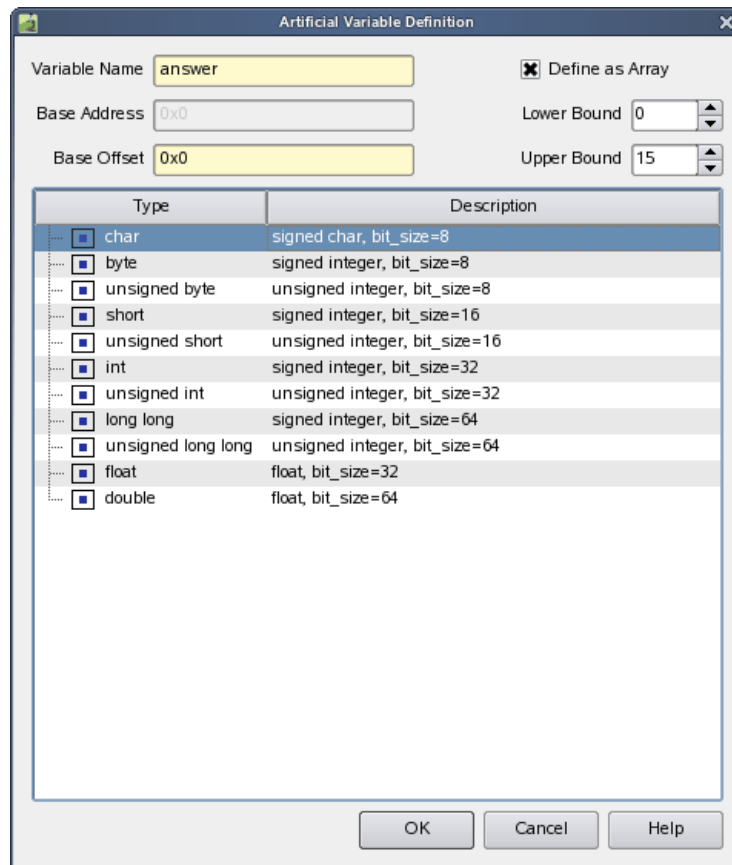 Artificial Variable Definition
Variable Name answer Define as Array
Base Address 0x0 Lower Bound 0
Base Offset 0x0 Upper Bound 15
Type Description
char signed char, bit_size=8
byte signed integer, bit_size=8
unsigned byte unsigned integer, bit_size=8
short signed integer, bit_size=16
unsigned short unsigned integer, bit_size=16
int signed integer, bit_size=32
unsigned int unsigned integer, bit_size=32
long long signed integer, bit_size=64
unsigned long long unsigned integer, bit_size=64
float float, bit_size=32
double float, bit_size=64
OK Cancel Help